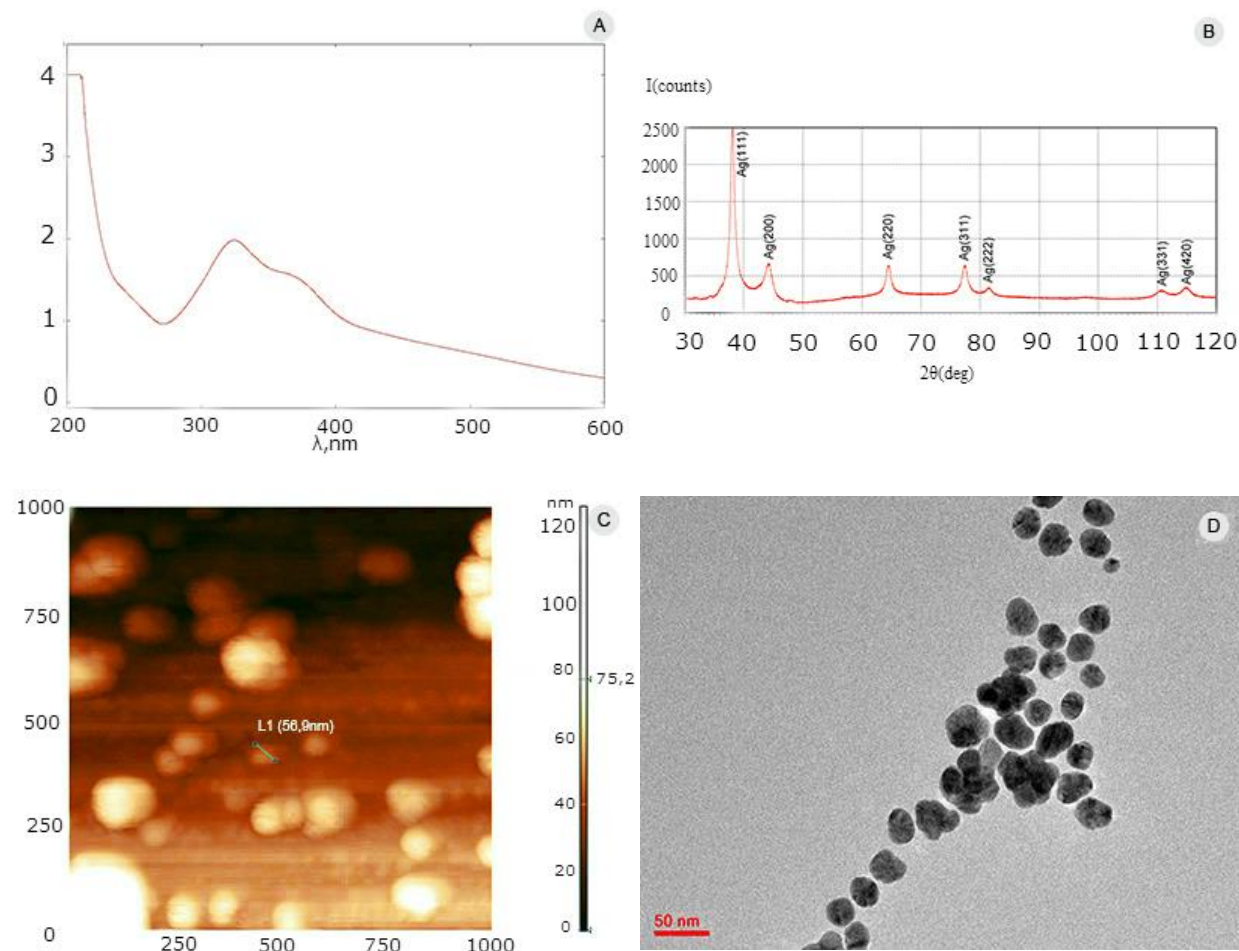 A
4
3
2
1
0
200 300 400 500 600
λ,nm
B
I(counts)
2500
2000
1500
1000
500
0
Ag(111)
Ag(200)
Ag(220)
Ag(311)
Ag(222)
Ag(331)
Ag(420)
30 40 50 60 70 80 90 100 110 120
2θ(deg)
C
1000
750
500
250
0
250 500 750 1000
L1 (56,9nm)
nm
120
100
80
75,2
60
40
20
0
D
50 nm